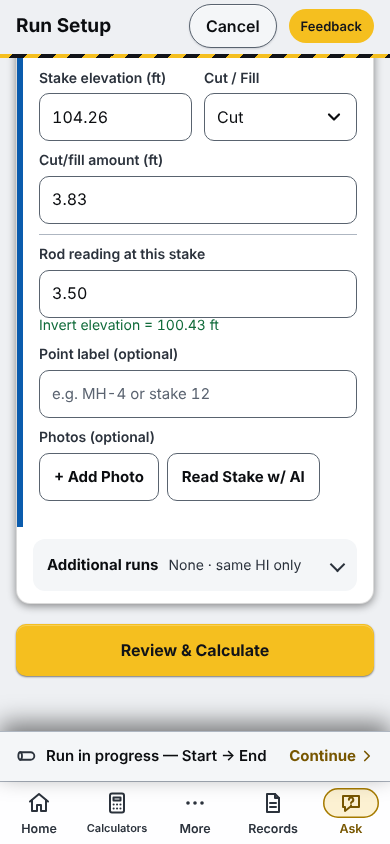 Run Setup
Cancel
Feedback
Stake elevation (ft)
Cut / Fill
104.26
Cut
Cut/fill amount (ft)
3.83
Rod reading at this stake
3.50
Invert elevation = 100.43 ft
Point label (optional)
e.g. MH-4 or stake 12
Photos (optional)
+ Add Photo
Read Stake w/ AI
Additional runs None · same HI only
Review & Calculate
Run in progress — Start → End
Continue
Home
Calculators
More
Records
Ask